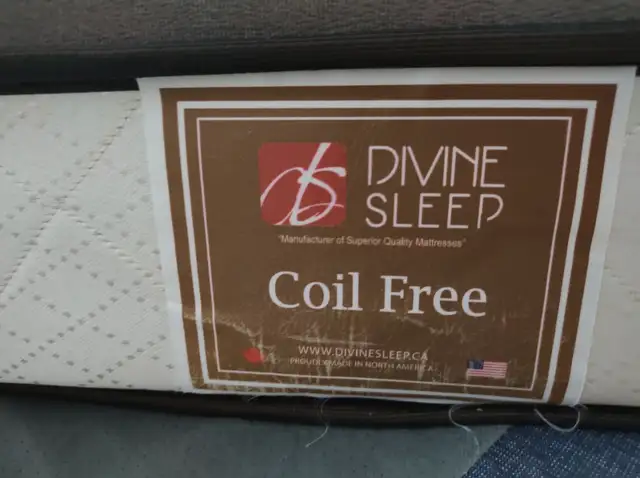 DIVINE
SLEEP
"Manufacturer of Superior Quality Mattresses"
Coil Free
WWW.DIVINESLEEP.CA
PROUDLY MADE IN NORTH AMERICA